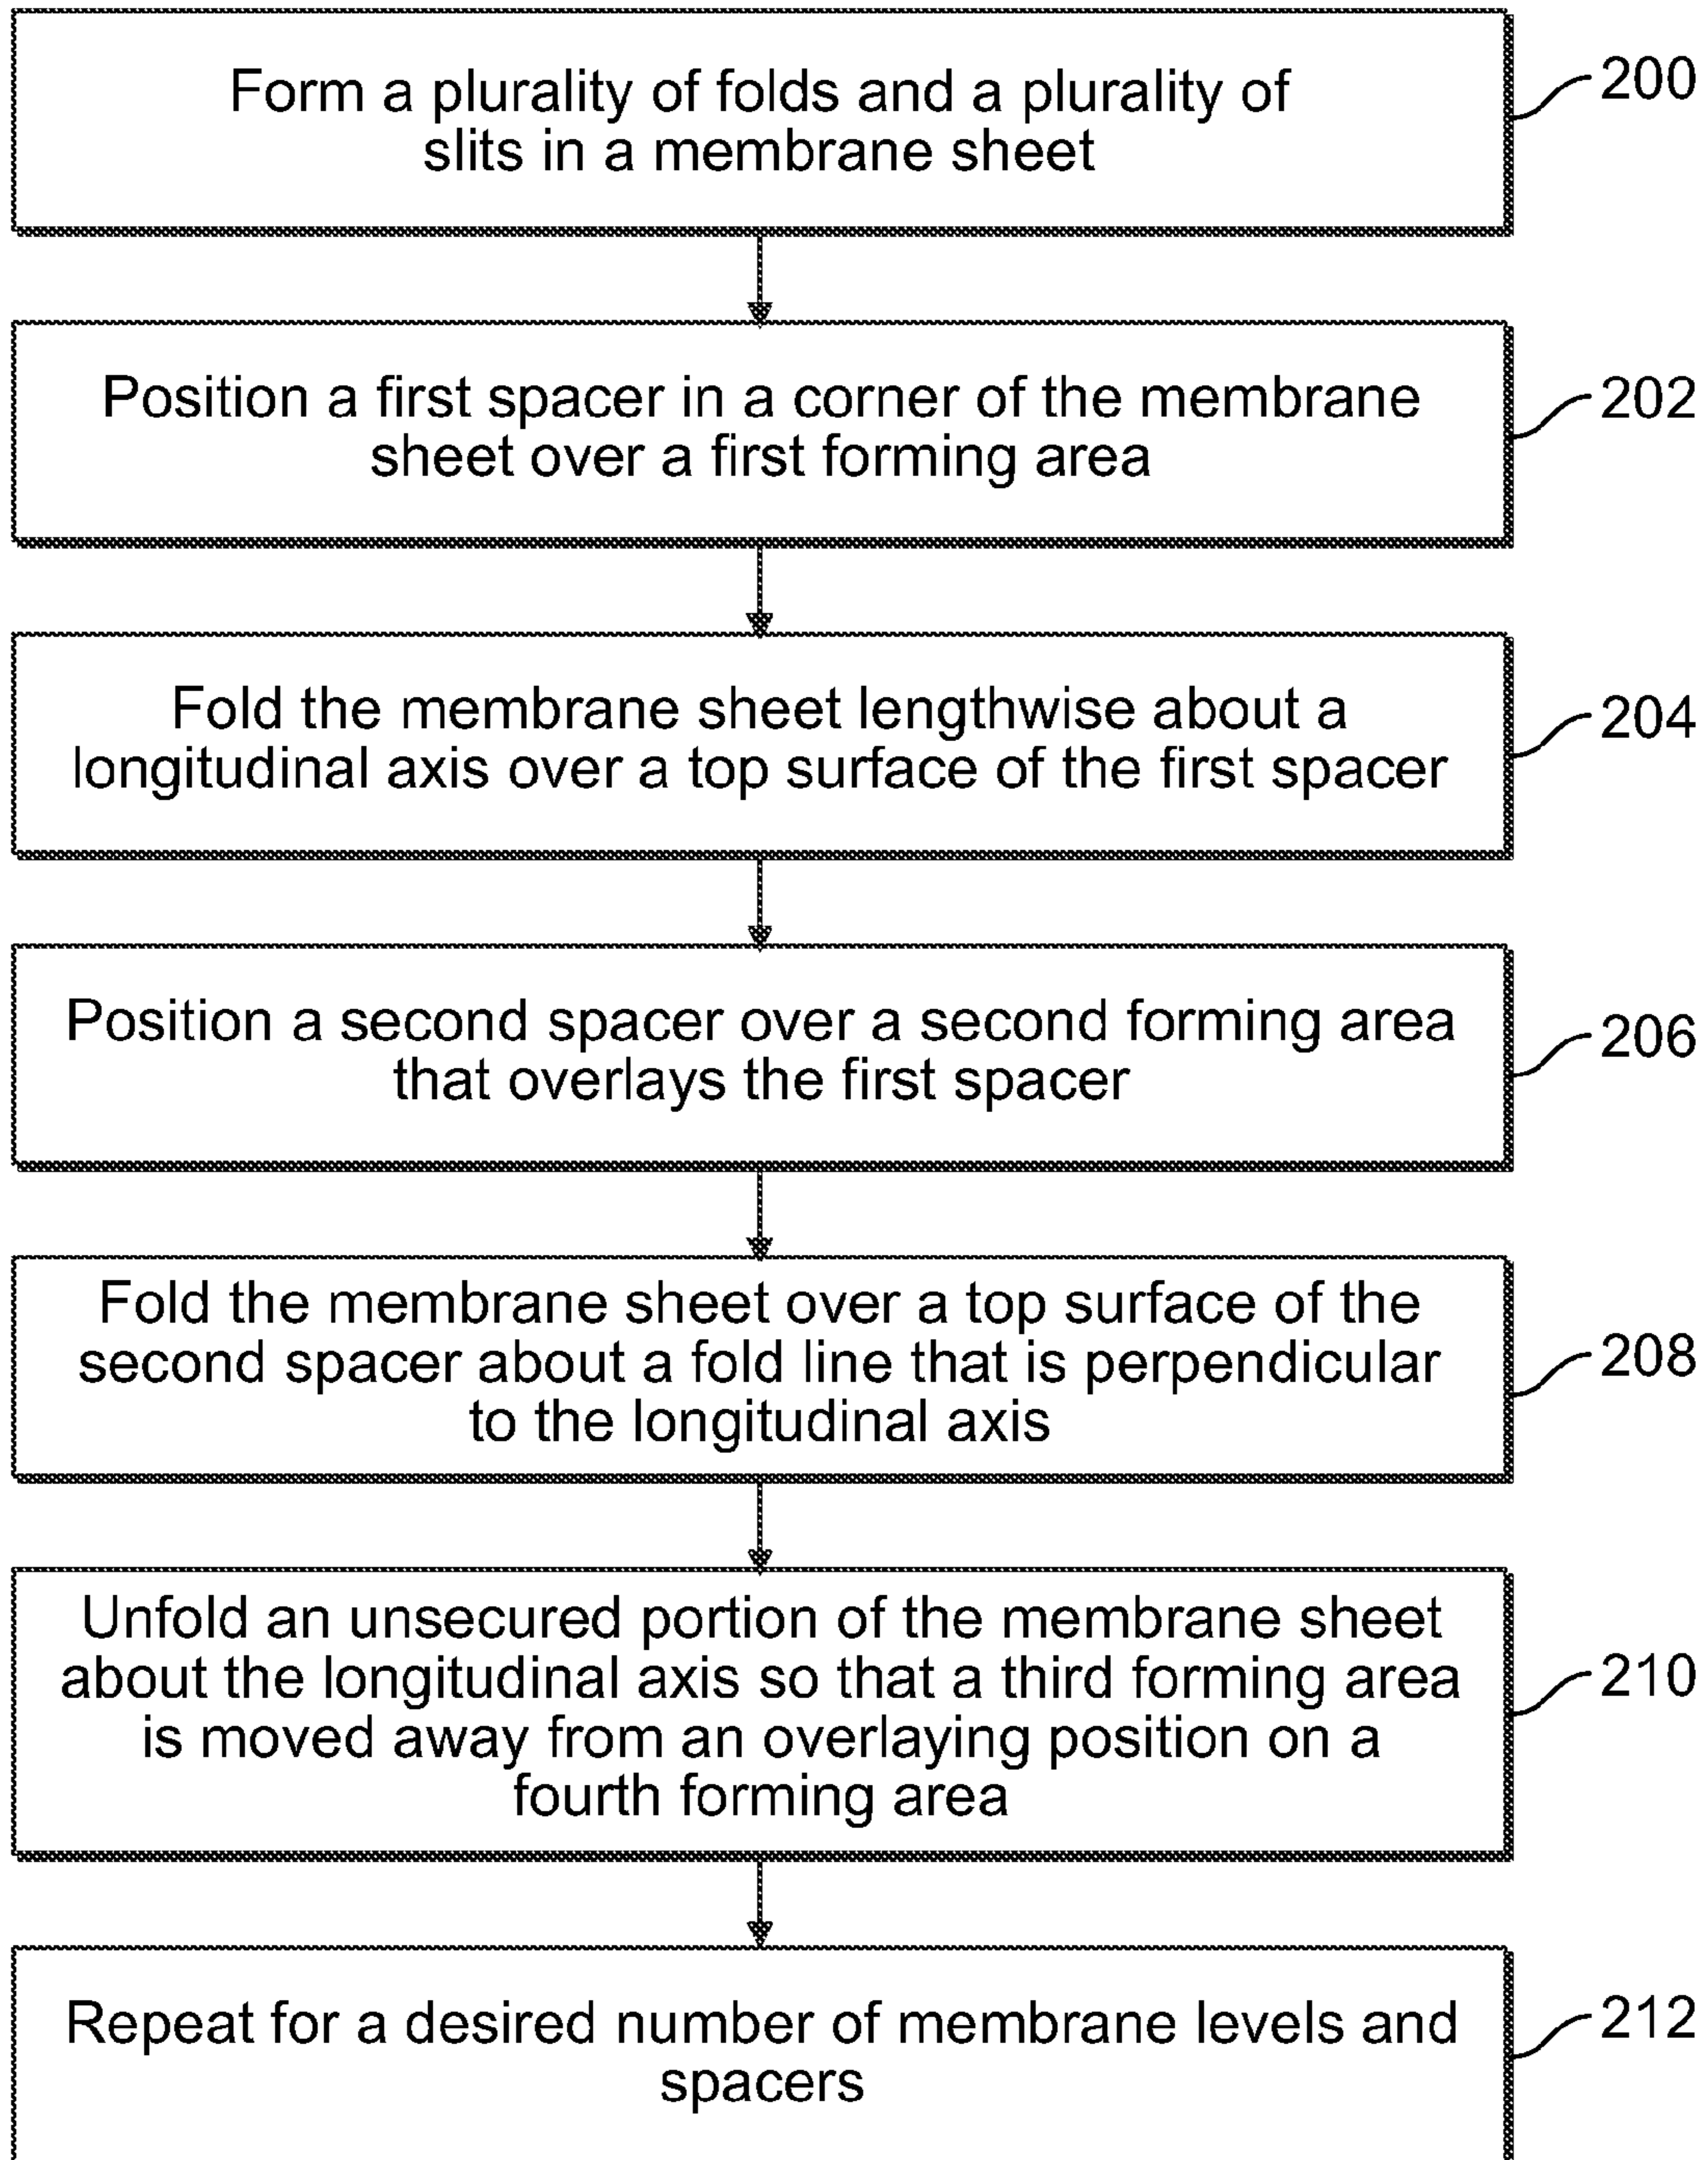 Form a plurality of folds and a plurality of
slits in a membrane sheet
200
Position a first spacer in a corner of the membrane
sheet over a first forming area
202
Fold the membrane sheet lengthwise about a
longitudinal axis over a top surface of the first spacer
204
Position a second spacer over a second forming area
that overlays the first spacer
206
Fold the membrane sheet over a top surface of the
second spacer about a fold line that is perpendicular
to the longitudinal axis
208
Unfold an unsecured portion of the membrane sheet
about the longitudinal axis so that a third forming area
is moved away from an overlaying position on a
fourth forming area
210
Repeat for a desired number of membrane levels and
spacers
212